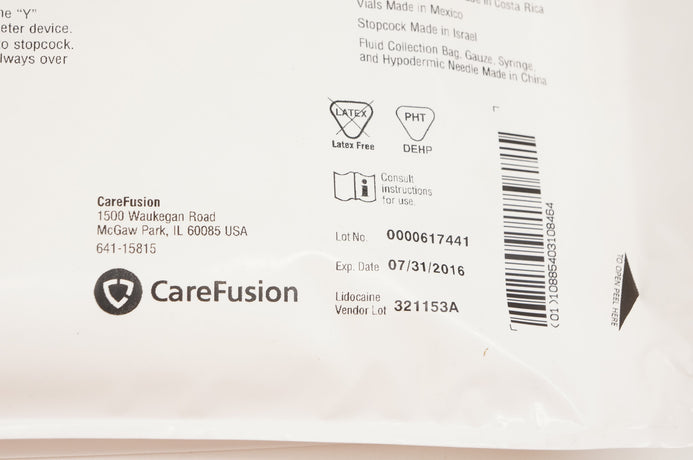 "Y"
device.
o stopcock.
over
in Costa Rica
Vials Made in Mexico
Stopcock Made in Israel
Fluid Collection Bag, Gauze, Syringe,
and Hypodermic Needle Made in China
LATEX
Latex Free
PHT
DEHP
i
Consult
instructions
for use.
CareFusion
1500 Waukegan Road
McGaw Park, IL 60085 USA
641-15815
CareFusion
Lot No. 0000617441
Exp. Date 07/31/2016
Lidocaine
Vendor Lot 321153A
(01)10885403108464
TO OPEN PEEL HERE